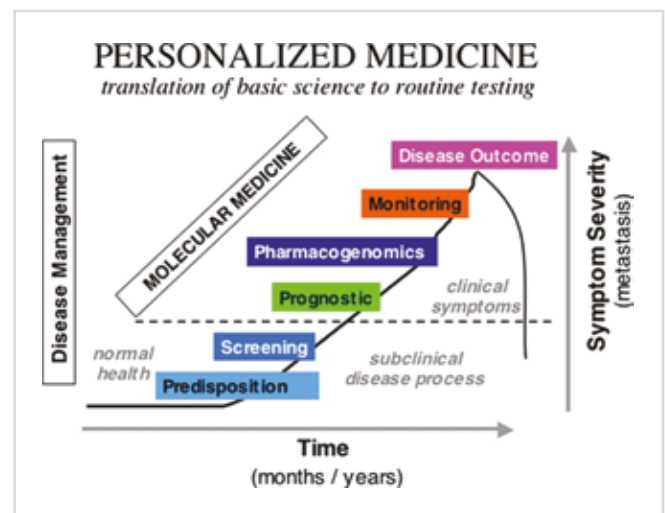 PERSONALIZED MEDICINE
translation of basic science to routine testing
Disease Management
MOLECULAR MEDICINE
Disease Outcome
Monitoring
Pharmacogenomics
Prognostic
Screening
Predisposition
normal
health
clinical
symptoms
subclinical
disease process
Symptom Severity
(metastasis)
Time
(months / years)